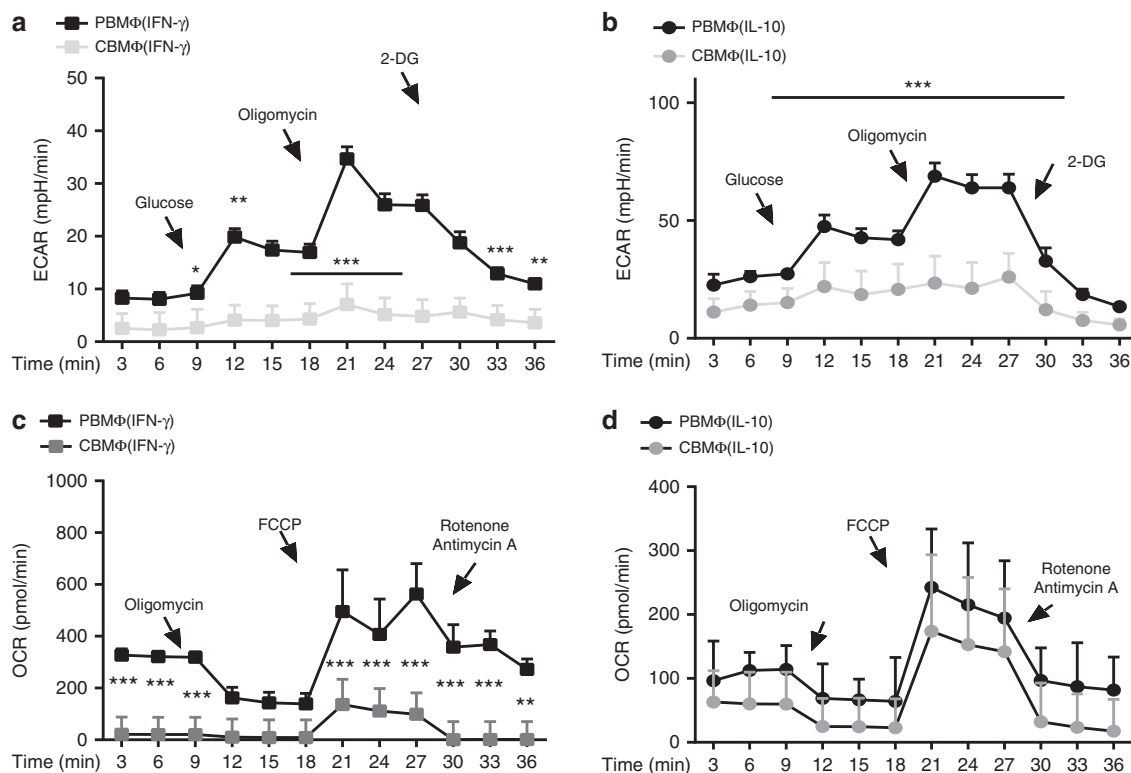 a
PBMΦ(IFN-γ)
CBMΦ(IFN-γ)
2-DG
Oligomycin
Glucose
**
*
***
***
**
ECAR (mpH/min)
50
40
30
20
10
0
Time (min) 3 6 9 12 15 18 21 24 27 30 33 36
b
PBMΦ(IL-10)
CBMΦ(IL-10)
***
Oligomycin
2-DG
Glucose
ECAR (mpH/min)
100
50
0
Time (min) 3 6 9 12 15 18 21 24 27 30 33 36
c
PBMΦ(IFN-γ)
CBMΦ(IFN-γ)
FCCP
Rotenone
Antimycin A
Oligomycin
*** *** *** *** *** *** *** *** **
OCR (pmol/min)
1000
800
600
400
200
0
Time (min) 3 6 9 12 15 18 21 24 27 30 33 36
d
PBMΦ(IL-10)
CBMΦ(IL-10)
FCCP
Rotenone
Antimycin A
Oligomycin
OCR (pmol/min)
400
300
200
100
0
Time (min) 3 6 9 12 15 18 21 24 27 30 33 36